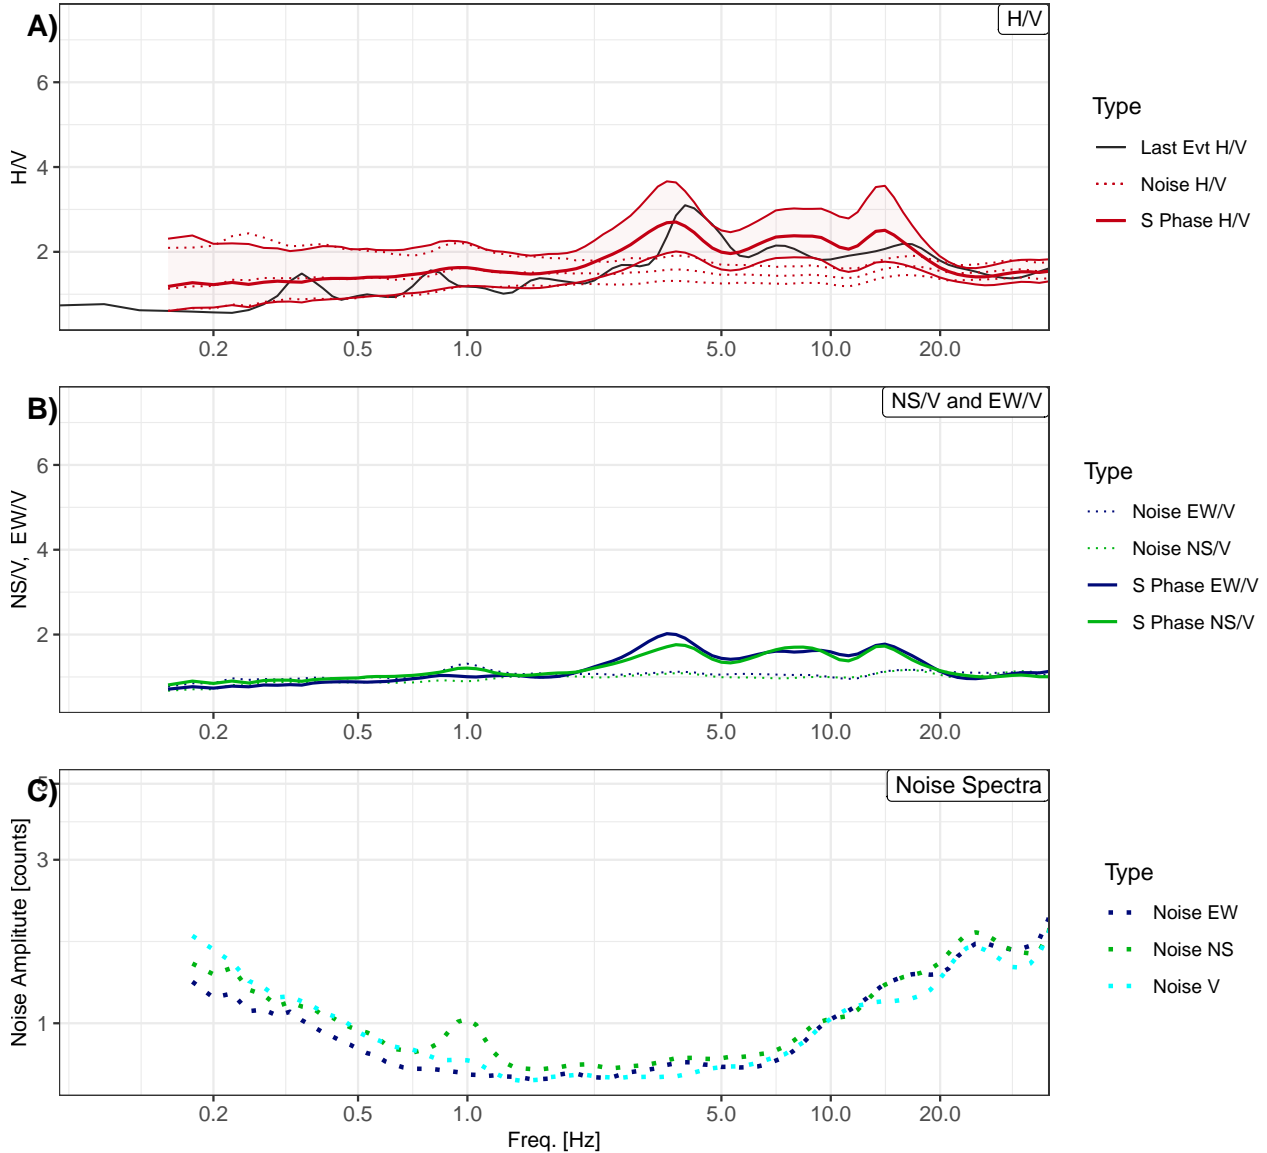 A)
H/V
6
4
2
H/V
0.2 0.5 1.0 5.0 10.0 20.0
Type
Last Evt H/V
Noise H/V
S Phase H/V
B)
NS/V and EW/V
6
4
2
NS/V, EW/V
0.2 0.5 1.0 5.0 10.0 20.0
Type
Noise EW/V
Noise NS/V
S Phase EW/V
S Phase NS/V
C)
Noise Spectra
5
3
1
Noise Amplitude [counts]
0.2 0.5 1.0 5.0 10.0 20.0
Freq. [Hz]
Type
Noise EW
Noise NS
Noise V